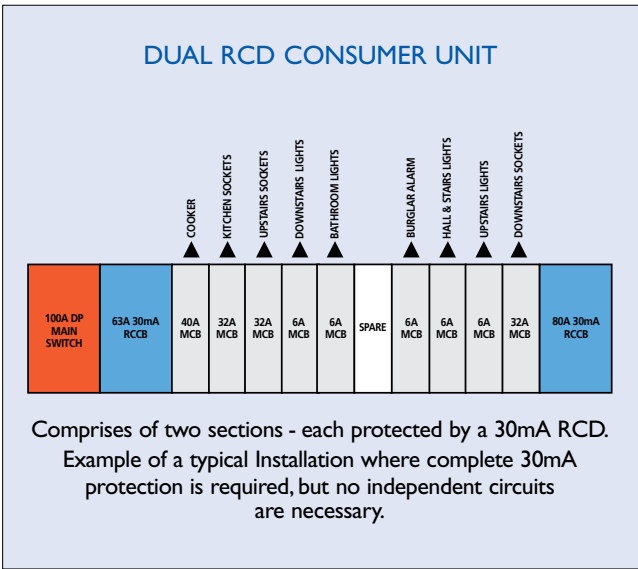 DUAL RCD CONSUMER UNIT
COOKER
KITCHEN SOCKETS
UPSTAIRS SOCKETS
DOWNSTAIRS LIGHTS
BATHROOM LIGHTS
BURGLAR ALARM
HALL & STAIRS LIGHTS
UPSTAIRS LIGHTS
DOWNSTAIRS SOCKETS
100A DP
MAIN
SWITCH
63A 30mA
RCCB
40A
MCB
32A
MCB
32A
MCB
6A
MCB
6A
MCB
SPARE
6A
MCB
6A
MCB
6A
MCB
32A
MCB
80A 30mA
RCCB
Comprises of two sections - each protected by a 30mA RCD.
Example of a typical Installation where complete 30mA
protection is required, but no independent circuits
are necessary.